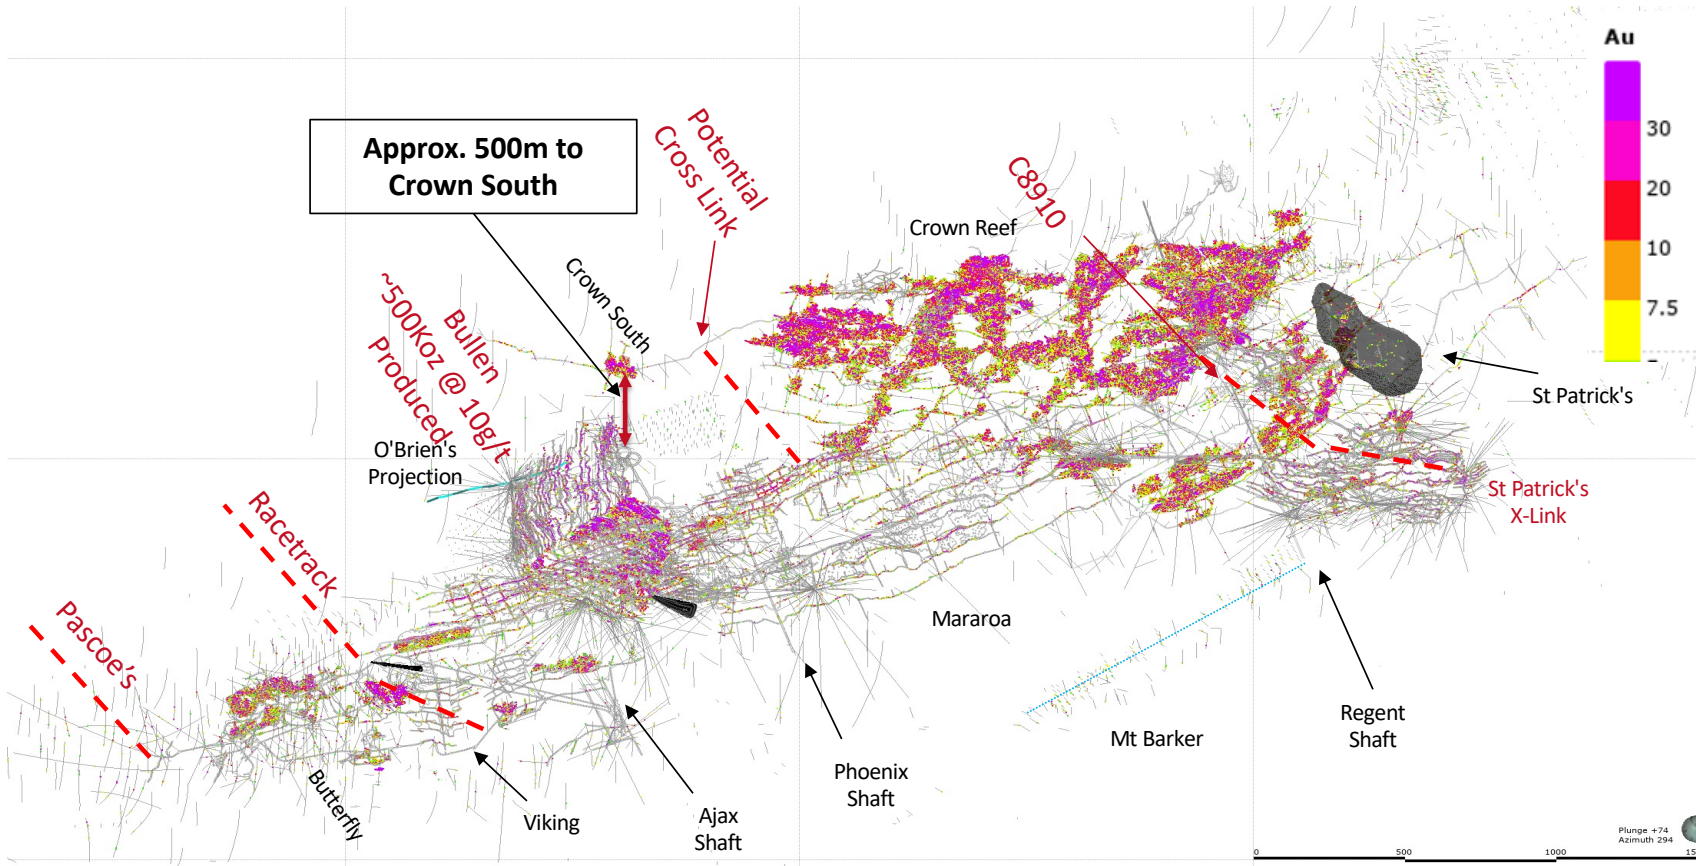 Au
30
20
10
7.5
Approx. 500m to
Crown South
Potential
Cross Link
C8910
Crown Reef
Crown South
Bullen
~500Koz @ 10g/t
Produced
O'Brien's
Projection
St Patrick's
St Patrick's
X-Link
Racetrack
Pascoe's
Mararoa
Mt Barker
Regent
Shaft
Phoenix
Shaft
Ajax
Shaft
Viking
Butterfly
Plunge +74
Azimuth 294
0
500
1000
15